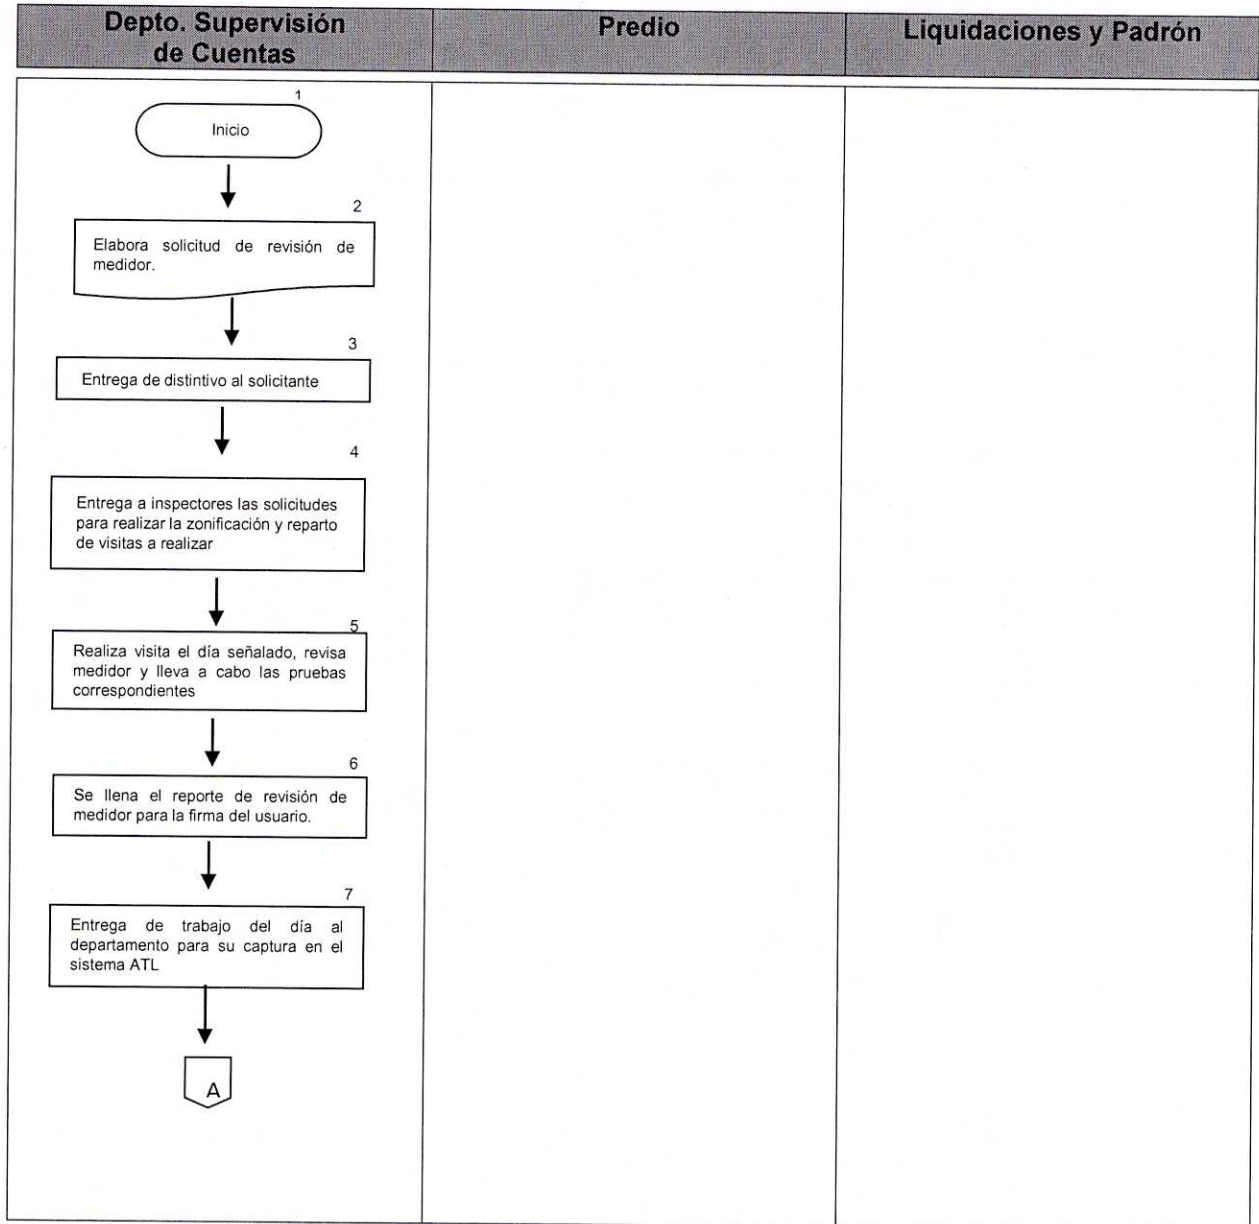 Depto. Supervisión
de Cuentas
Predio
Liquidaciones y Padrón
1
Inicio
2
Elabora solicitud de revisión de
medidor.
3
Entrega de distintivo al solicitante
4
Entrega a inspectores las solicitudes
para realizar la zonificación y reparto
de visitas a realizar
5
Realiza visita el día señalado, revisa
medidor y lleva a cabo las pruebas
correspondientes
6
Se llena el reporte de revisión de
medidor para la firma del usuario.
7
Entrega de trabajo del día al
departamento para su captura en el
sistema ATL
A